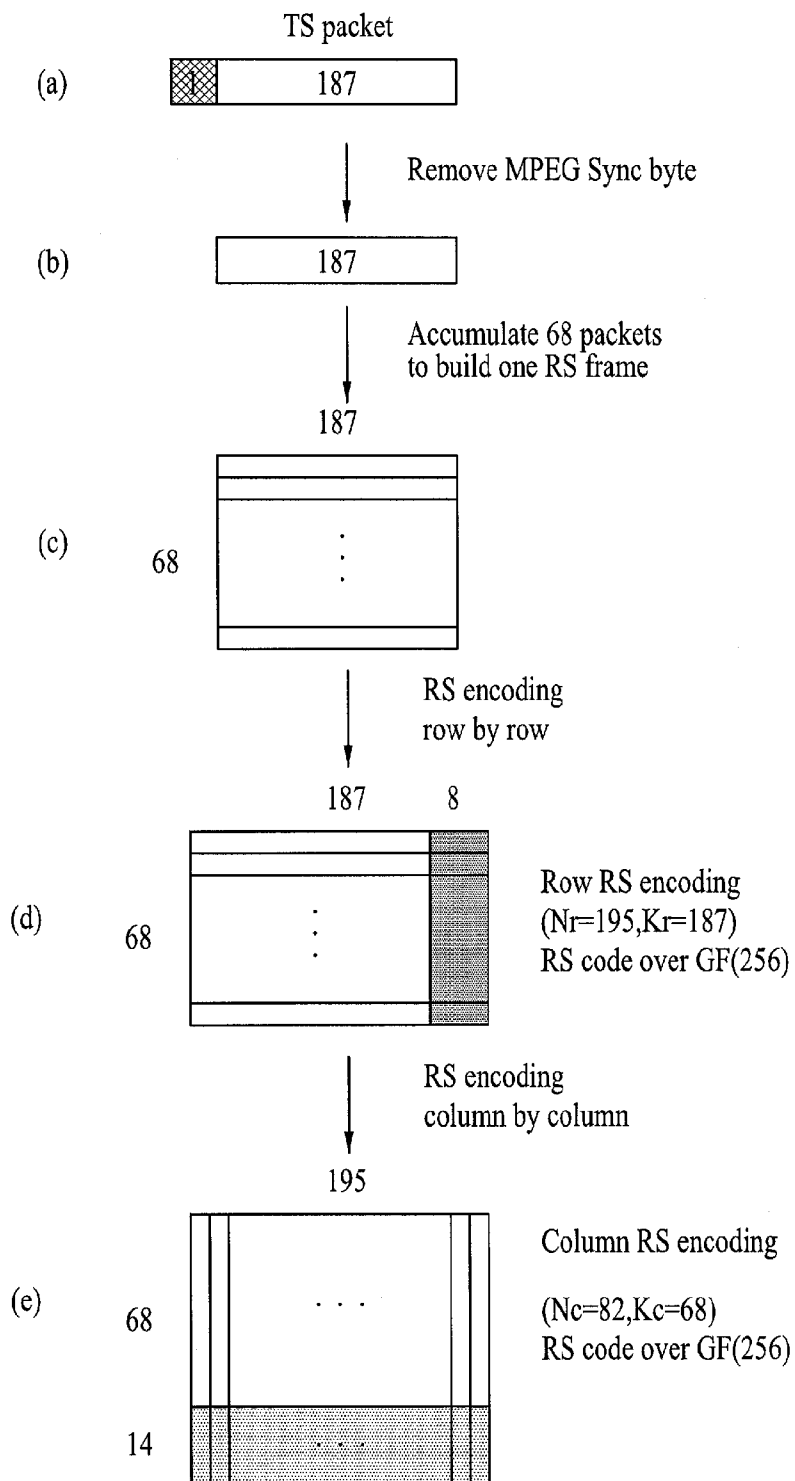 TS packet
(a)
1
187
Remove MPEG Sync byte
(b)
187
Accumulate 68 packets
to build one RS frame
187
(c)
68
RS encoding
row by row
187 8
(d)
68
Row RS encoding
(Nr=195,Kr=187)
RS code over GF(256)
RS encoding
column by column
195
(e)
68
Column RS encoding
(Nc=82,Kc=68)
RS code over GF(256)
14